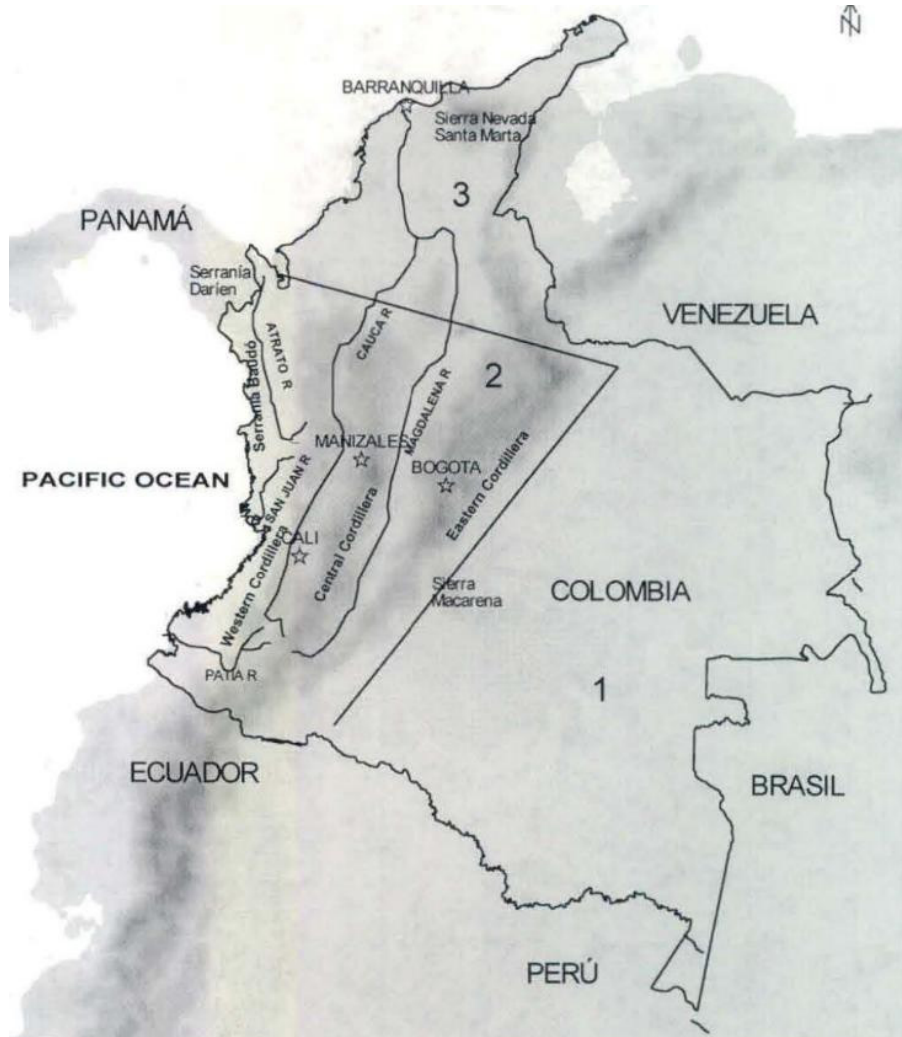 N
BARRANQUILLA
Sierra Nevada
Santa Marta
3
PANAMÁ
Serranía
Darien
VENEZUELA
CAUCA R
ATRATO R
Serranía Baudó
2
MAGDALENA R
MANIZALES
BOGOTA
PACIFIC OCEAN
SAN JUAN R
Eastern Cordillera
CALI
Central Cordillera
Western Cordillera
Sierra
Macarena
COLOMBIA
PATIA R
1
ECUADOR
BRASIL
PERÚ